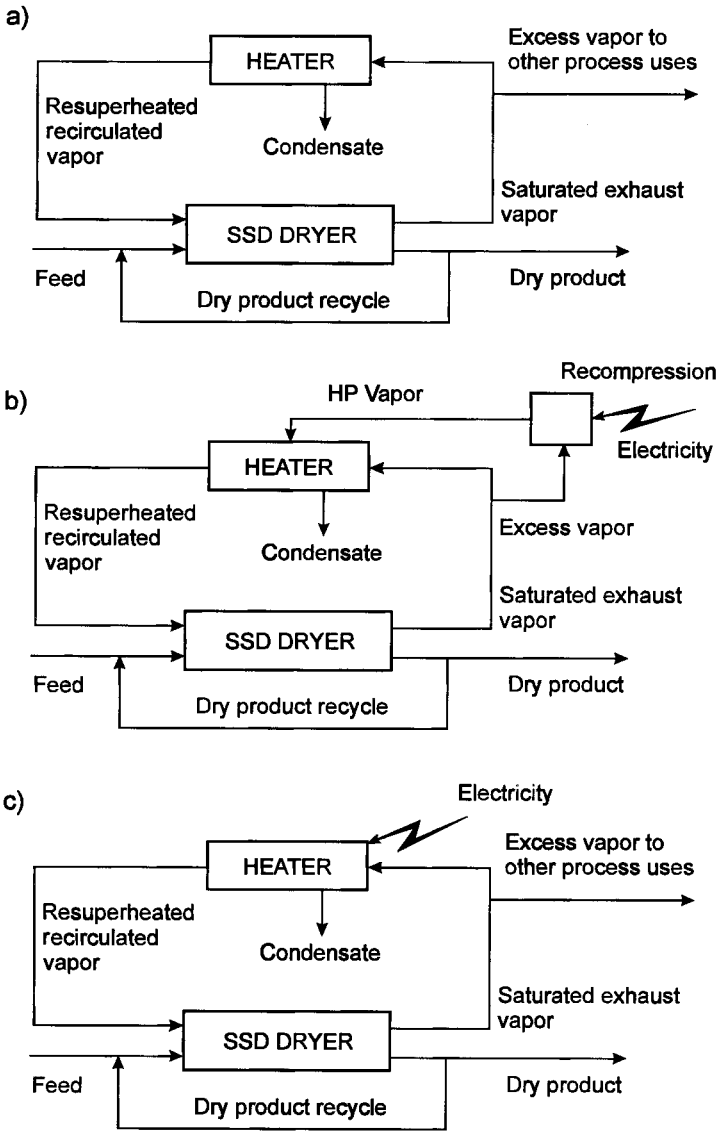 a)
HEATER
Excess vapor to
other process uses
Resuperheated
recirculated
vapor
Condensate
Saturated exhaust
vapor
SSD DRYER
Feed
Dry product
Dry product recycle
b)
Recompression
HP Vapor
Electricity
HEATER
Resuperheated
recirculated
vapor
Excess vapor
Condensate
Saturated exhaust
vapor
SSD DRYER
Feed
Dry product
Dry product recycle
c)
Electricity
HEATER
Excess vapor to
other process uses
Resuperheated
recirculated
vapor
Condensate
Saturated exhaust
vapor
SSD DRYER
Feed
Dry product
Dry product recycle